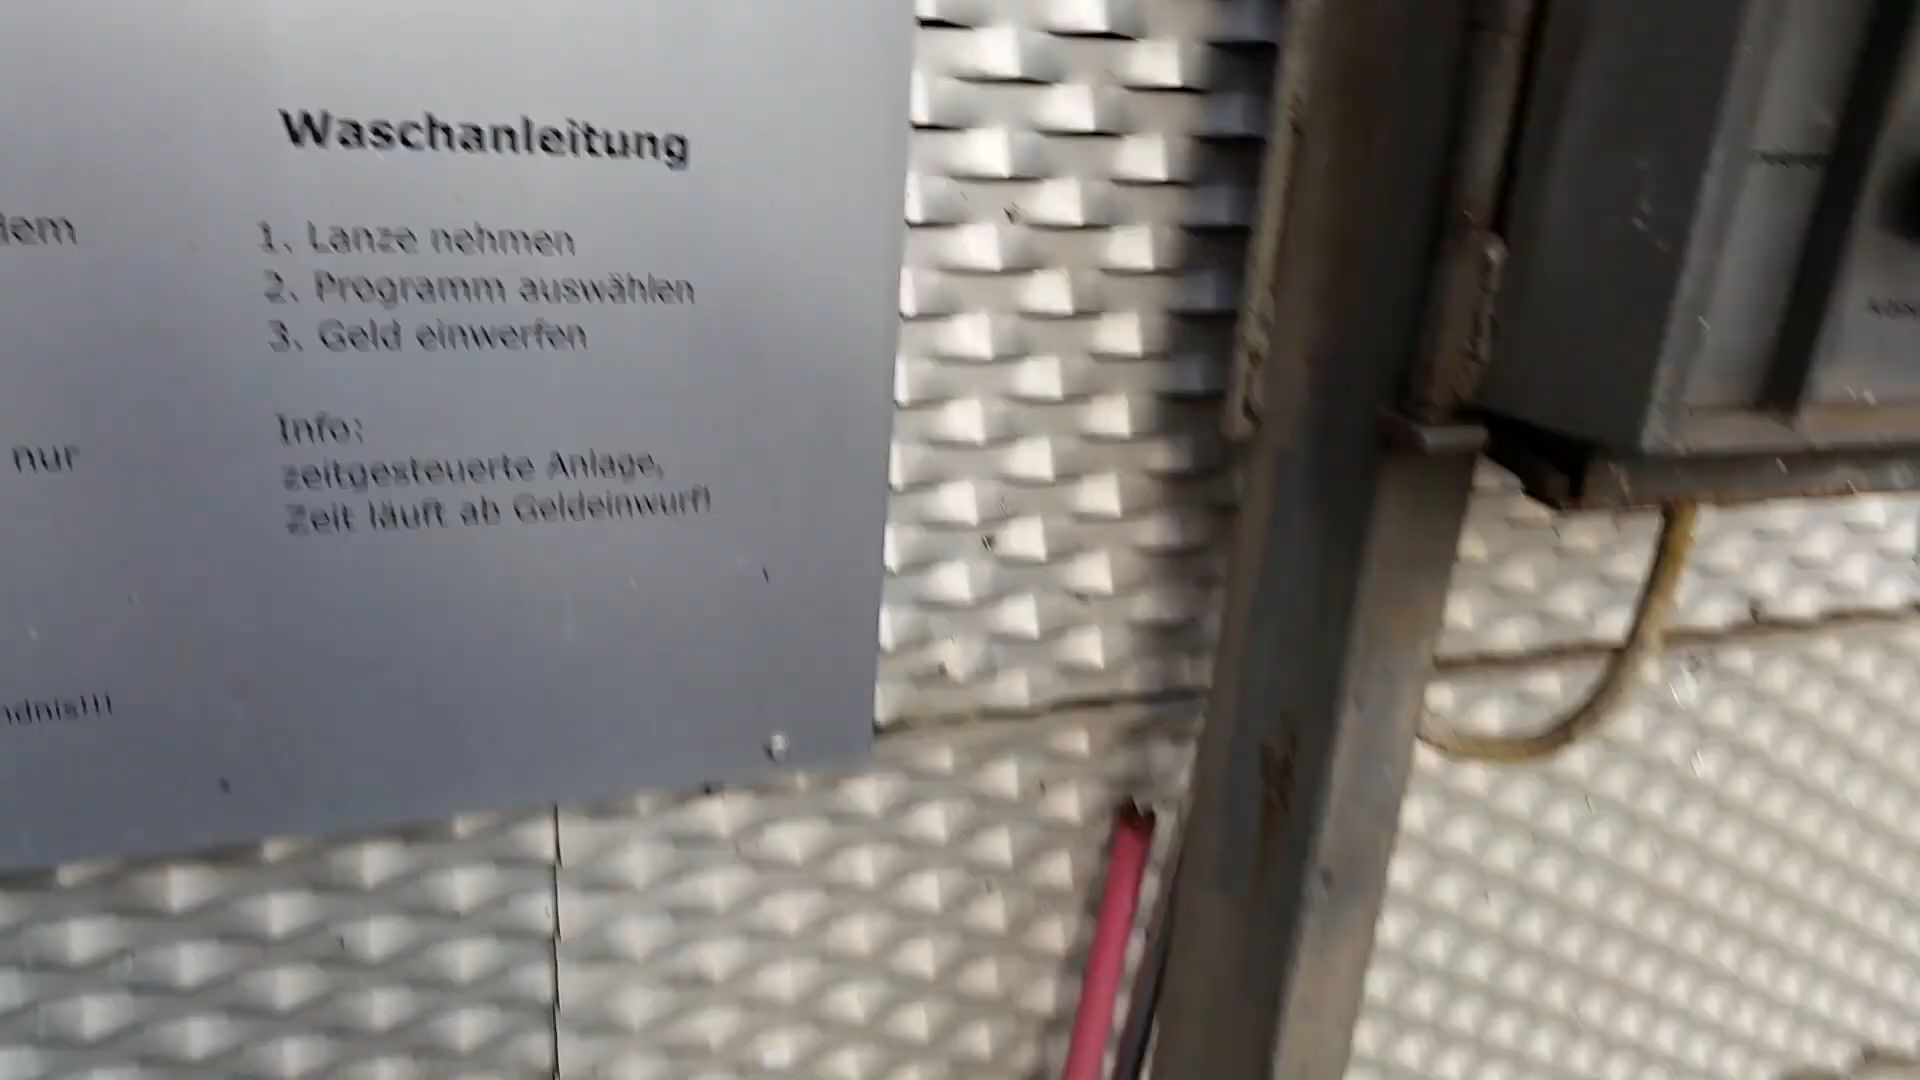 Waschanleitung
dem
1. Lanze nehmen
2. Programm auswählen
3. Geld einwerfen
nur
Info:
zeitgesteuerte Anlage,
Zeit läuft ab Geldeinwurf!
ndnis!!!